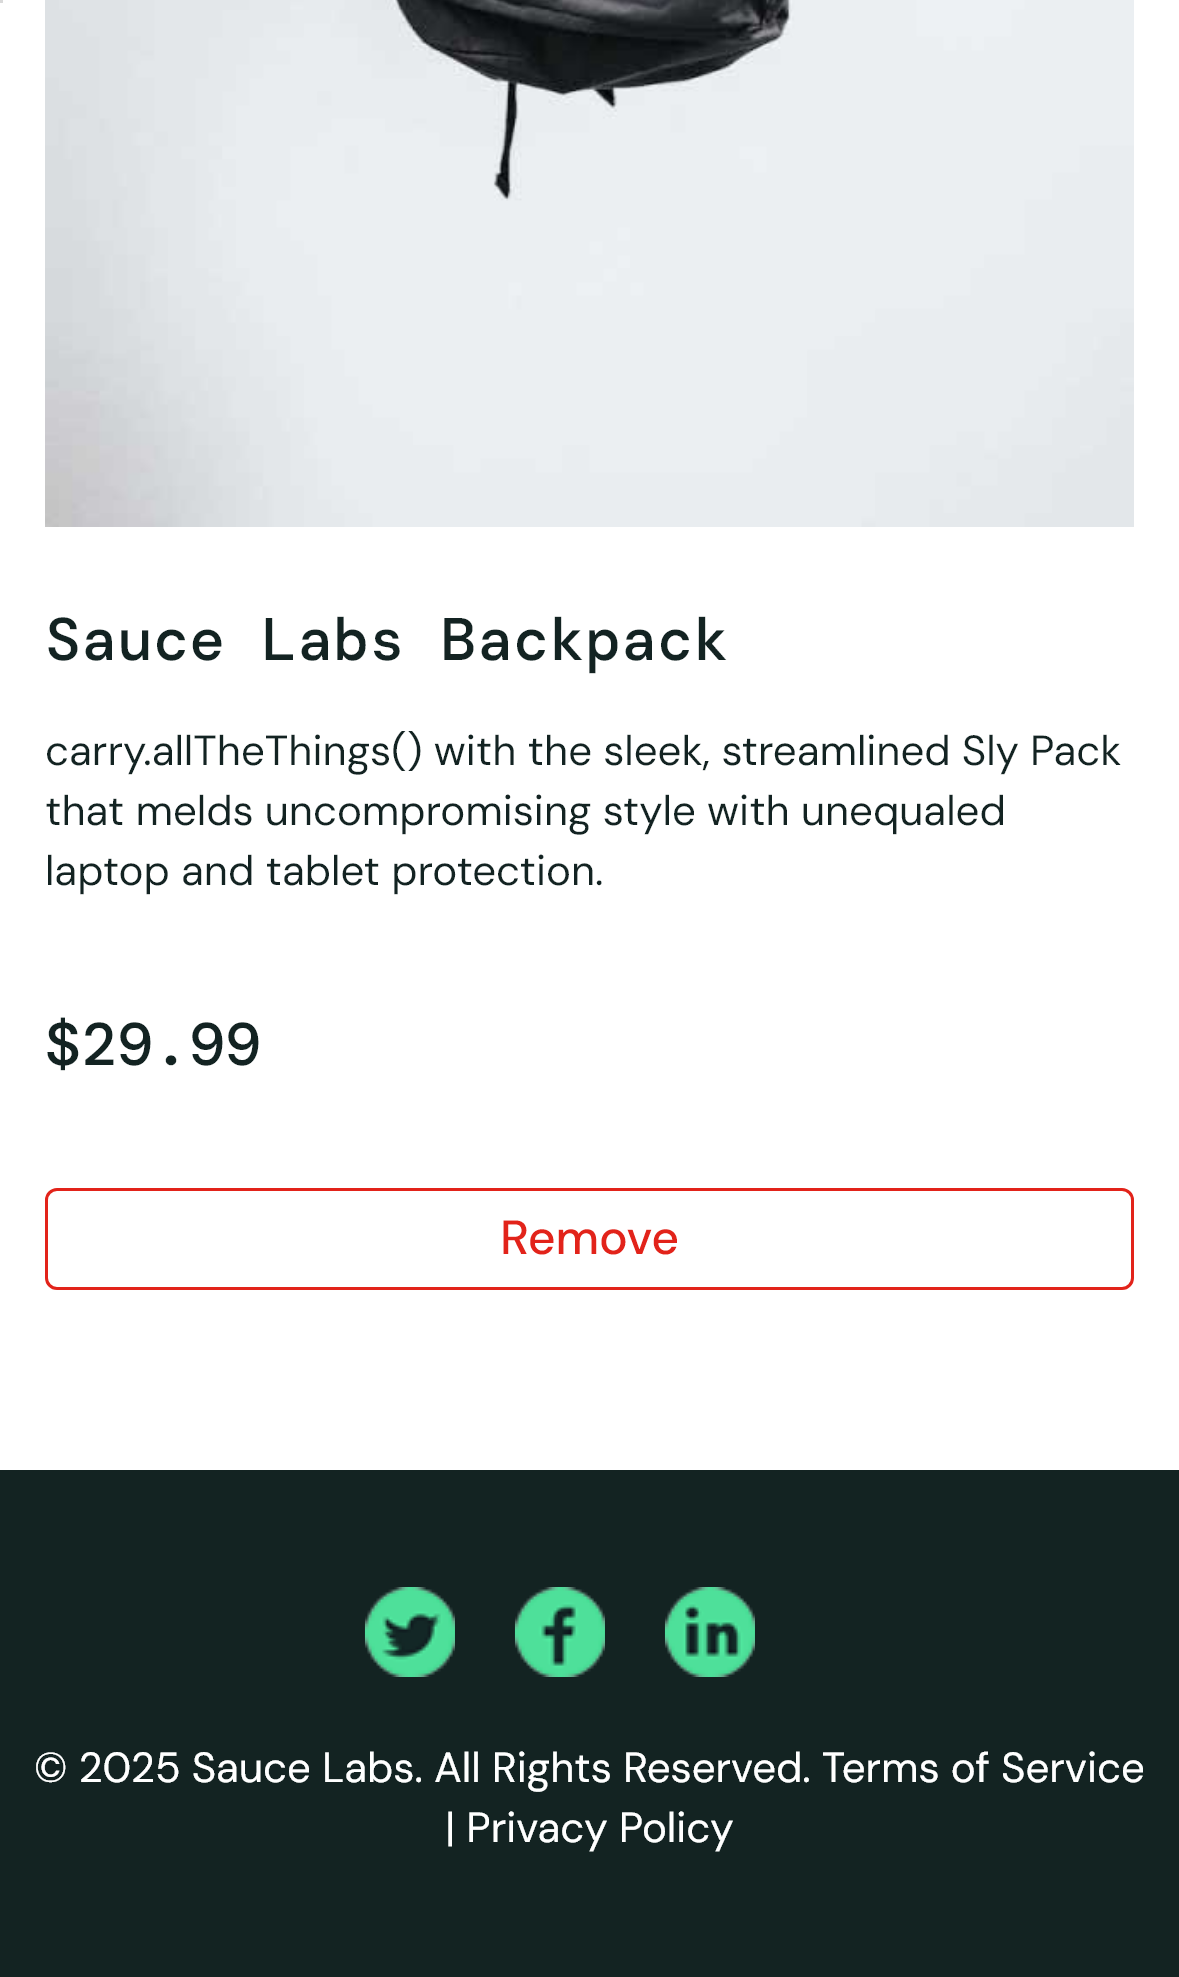 Sauce Labs Backpack
carry.allTheThings() with the sleek, streamlined Sly Pack
that melds uncompromising style with unequaled
laptop and tablet protection.
$29.99
Remove
© 2025 Sauce Labs. All Rights Reserved. Terms of Service
| Privacy Policy